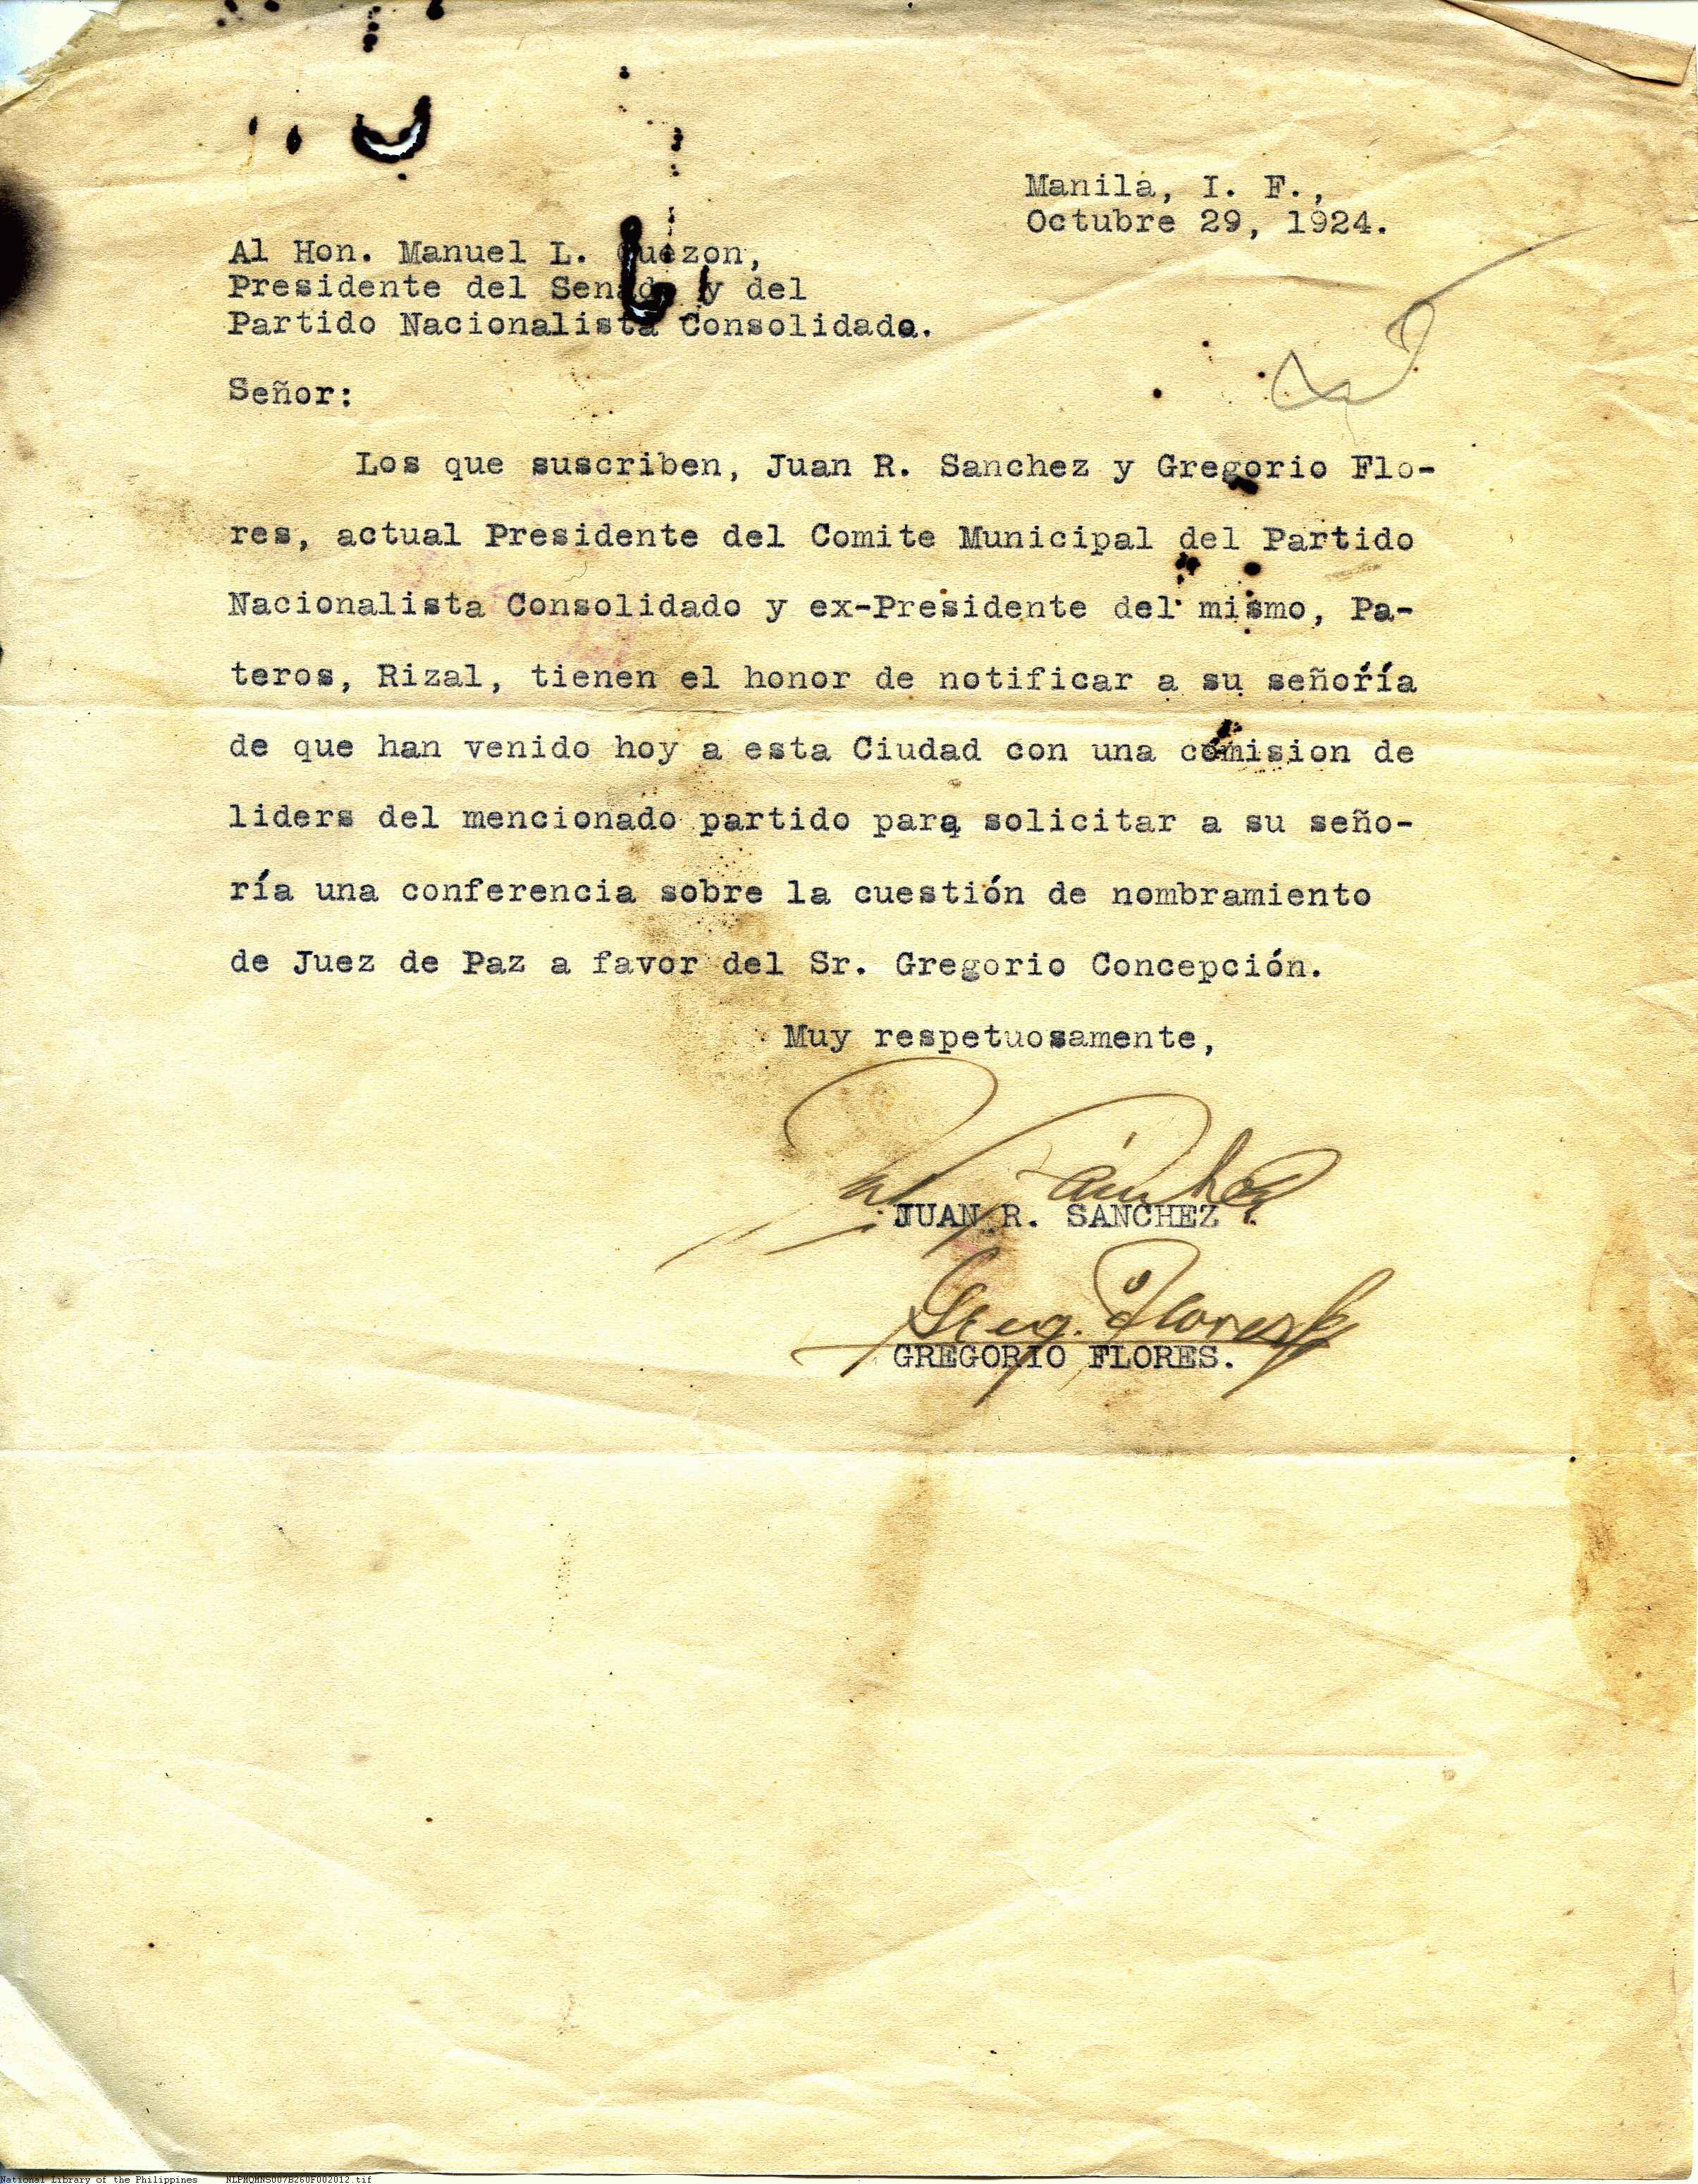 Manila, I. F.,
Octubre 29, 1924.
Al Hon. Manuel L. Quezon,
Presidente del Senado y del
Partido Nacionalista Consolidado.
Señor:
Los que suscriben, Juan R. Sanchez y Gregorio Flo-
res, actual Presidente del Comite Municipal del Partido
Nacionalista Consolidado y ex-Presidente del mismo, Pa-
teros, Rizal, tienen el honor de notificar a su señoría
de que han venido hoy a esta Ciudad con una comision de
liders del mencionado partido para solicitar a su seño-
ría una conferencia sobre la cuestión de nombramiento
de Juez de Paz a favor del Sr. Gregorio Concepción.
Muy respetuosamente,
JUAN R. SANCHEZ.
Greg. Flores
GREGORIO FLORES.
National Library of the Philippines NLPMQMNS007B260F002012.tif